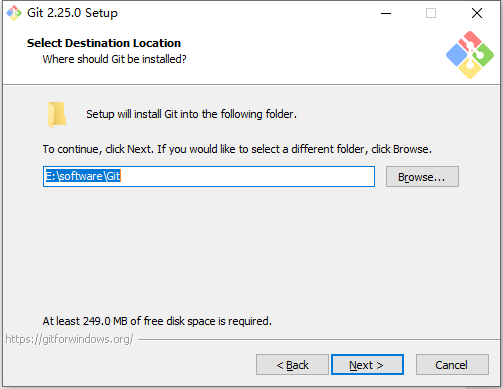 Git 2.25.0 Setup
Select Destination Location
Where should Git be installed?
Setup will install Git into the following folder.
To continue, click Next. If you would like to select a different folder, click Browse.
E:\software\Git
Browse...
At least 249.0 MB of free disk space is required.
https://gitforwindows.org/
< Back
Next >
Cancel